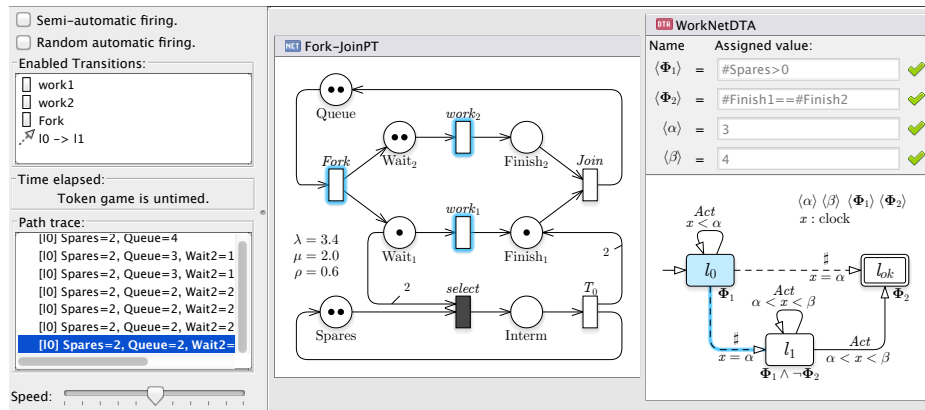 Semi-automatic firing.
Random automatic firing.
Enabled Transitions:
work1
work2
Fork
l0 -> l1
Time elapsed:
Token game is untimed.
Path trace:
[l0] Spares=2, Queue=4
[l0] Spares=2, Queue=3, Wait2=1
[l0] Spares=2, Queue=3, Wait2=1
[l0] Spares=2, Queue=2, Wait2=2
[l0] Spares=2, Queue=2, Wait2=2
[l0] Spares=2, Queue=2, Wait2=2
[l0] Spares=2, Queue=2, Wait2=
Speed:
NET Fork-JoinPT
Queue
work₂
Wait₂
Finish₂
Fork
Join
work₁
λ = 3.4
μ = 2.0
ρ = 0.6
Wait₁
Finish₁
2
2
select
T₀
Spares
Interm
DTA WorkNetDTA
Name Assigned value:
⟨Φ₁⟩ = #Spares>0
⟨Φ₂⟩ = #Finish1==#Finish2
⟨α⟩ = 3
⟨β⟩ = 4
⟨α⟩ ⟨β⟩ ⟨Φ₁⟩ ⟨Φ₂⟩
x : clock
Act
x < α
l₀
♯
x = α
lok
Φ₁
Φ₂
Act
α < x < β
♯
x = α
l₁
Act
α < x < β
Φ₁ ∧ ¬Φ₂